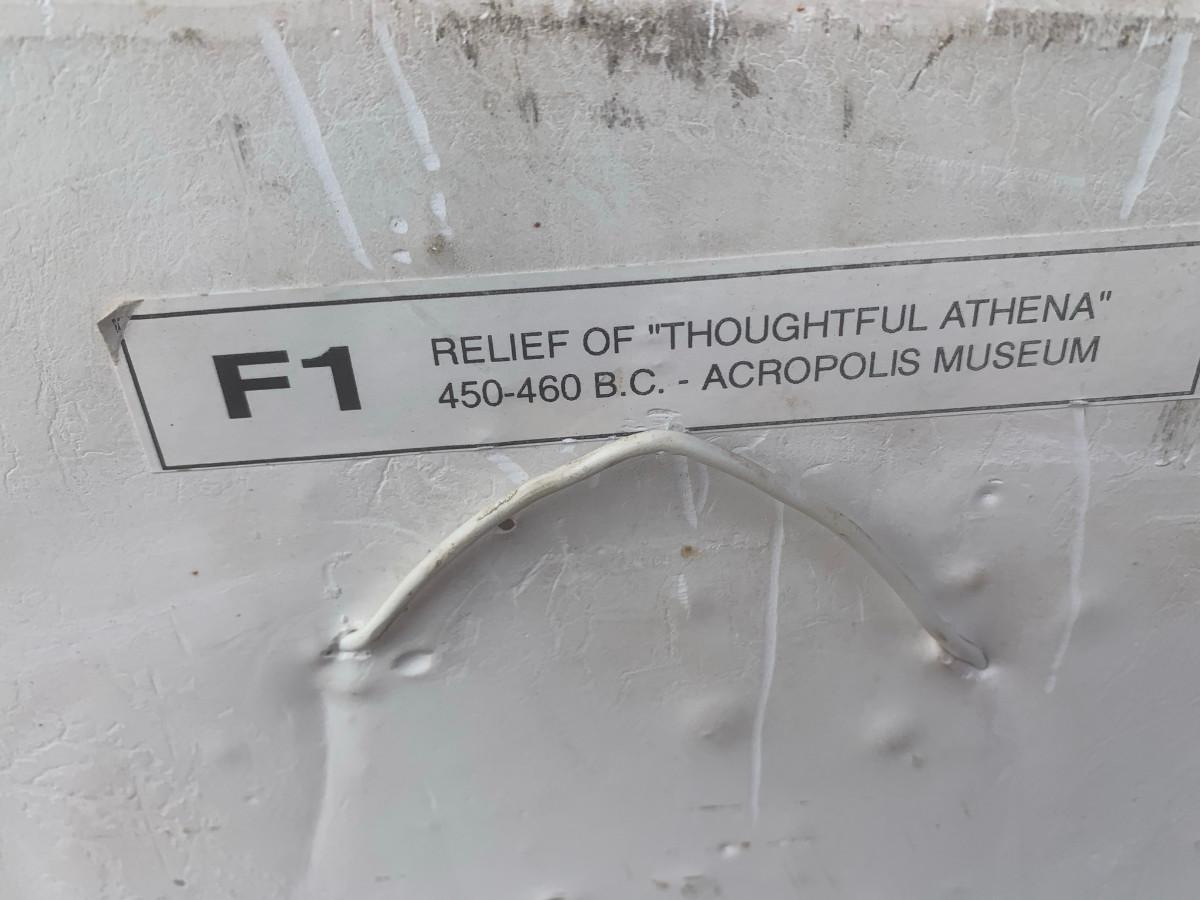 F1
RELIEF OF "THOUGHTFUL ATHENA"
450-460 B.C. - ACROPOLIS MUSEUM